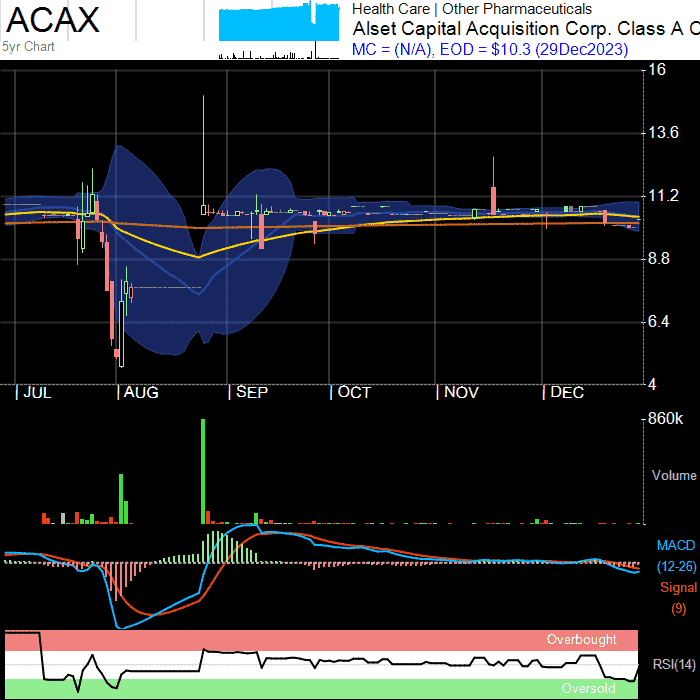 ACAX
5yr Chart
Health Care | Other Pharmaceuticals
Alset Capital Acquisition Corp. Class A C
MC = (N/A), EOD = $10.3 (29Dec2023)
16
13.6
11.2
8.8
6.4
4
JUL AUG SEP OCT NOV DEC
860k
Volume
MACD
(12-26)
Signal
(9)
Overbought
RSI(14)
Oversold